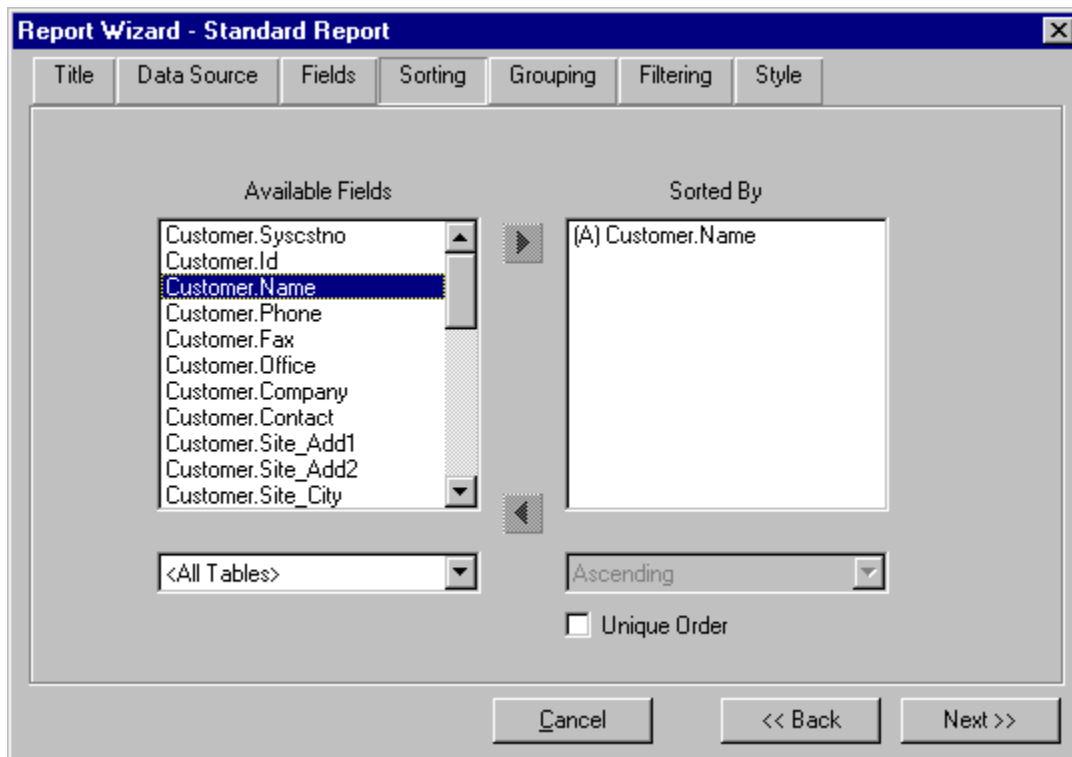 Report Wizard - Standard Report
Title Data Source Fields Sorting Grouping Filtering Style
Available Fields
Sorted By
Customer.Syscstno
Customer.Id
Customer.Name
Customer.Phone
Customer.Fax
Customer.Office
Customer.Company
Customer.Contact
Customer.Site_Add1
Customer.Site_Add2
Customer.Site_City
(A) Customer.Name
<All Tables>
Ascending
Unique Order
Cancel << Back Next >>